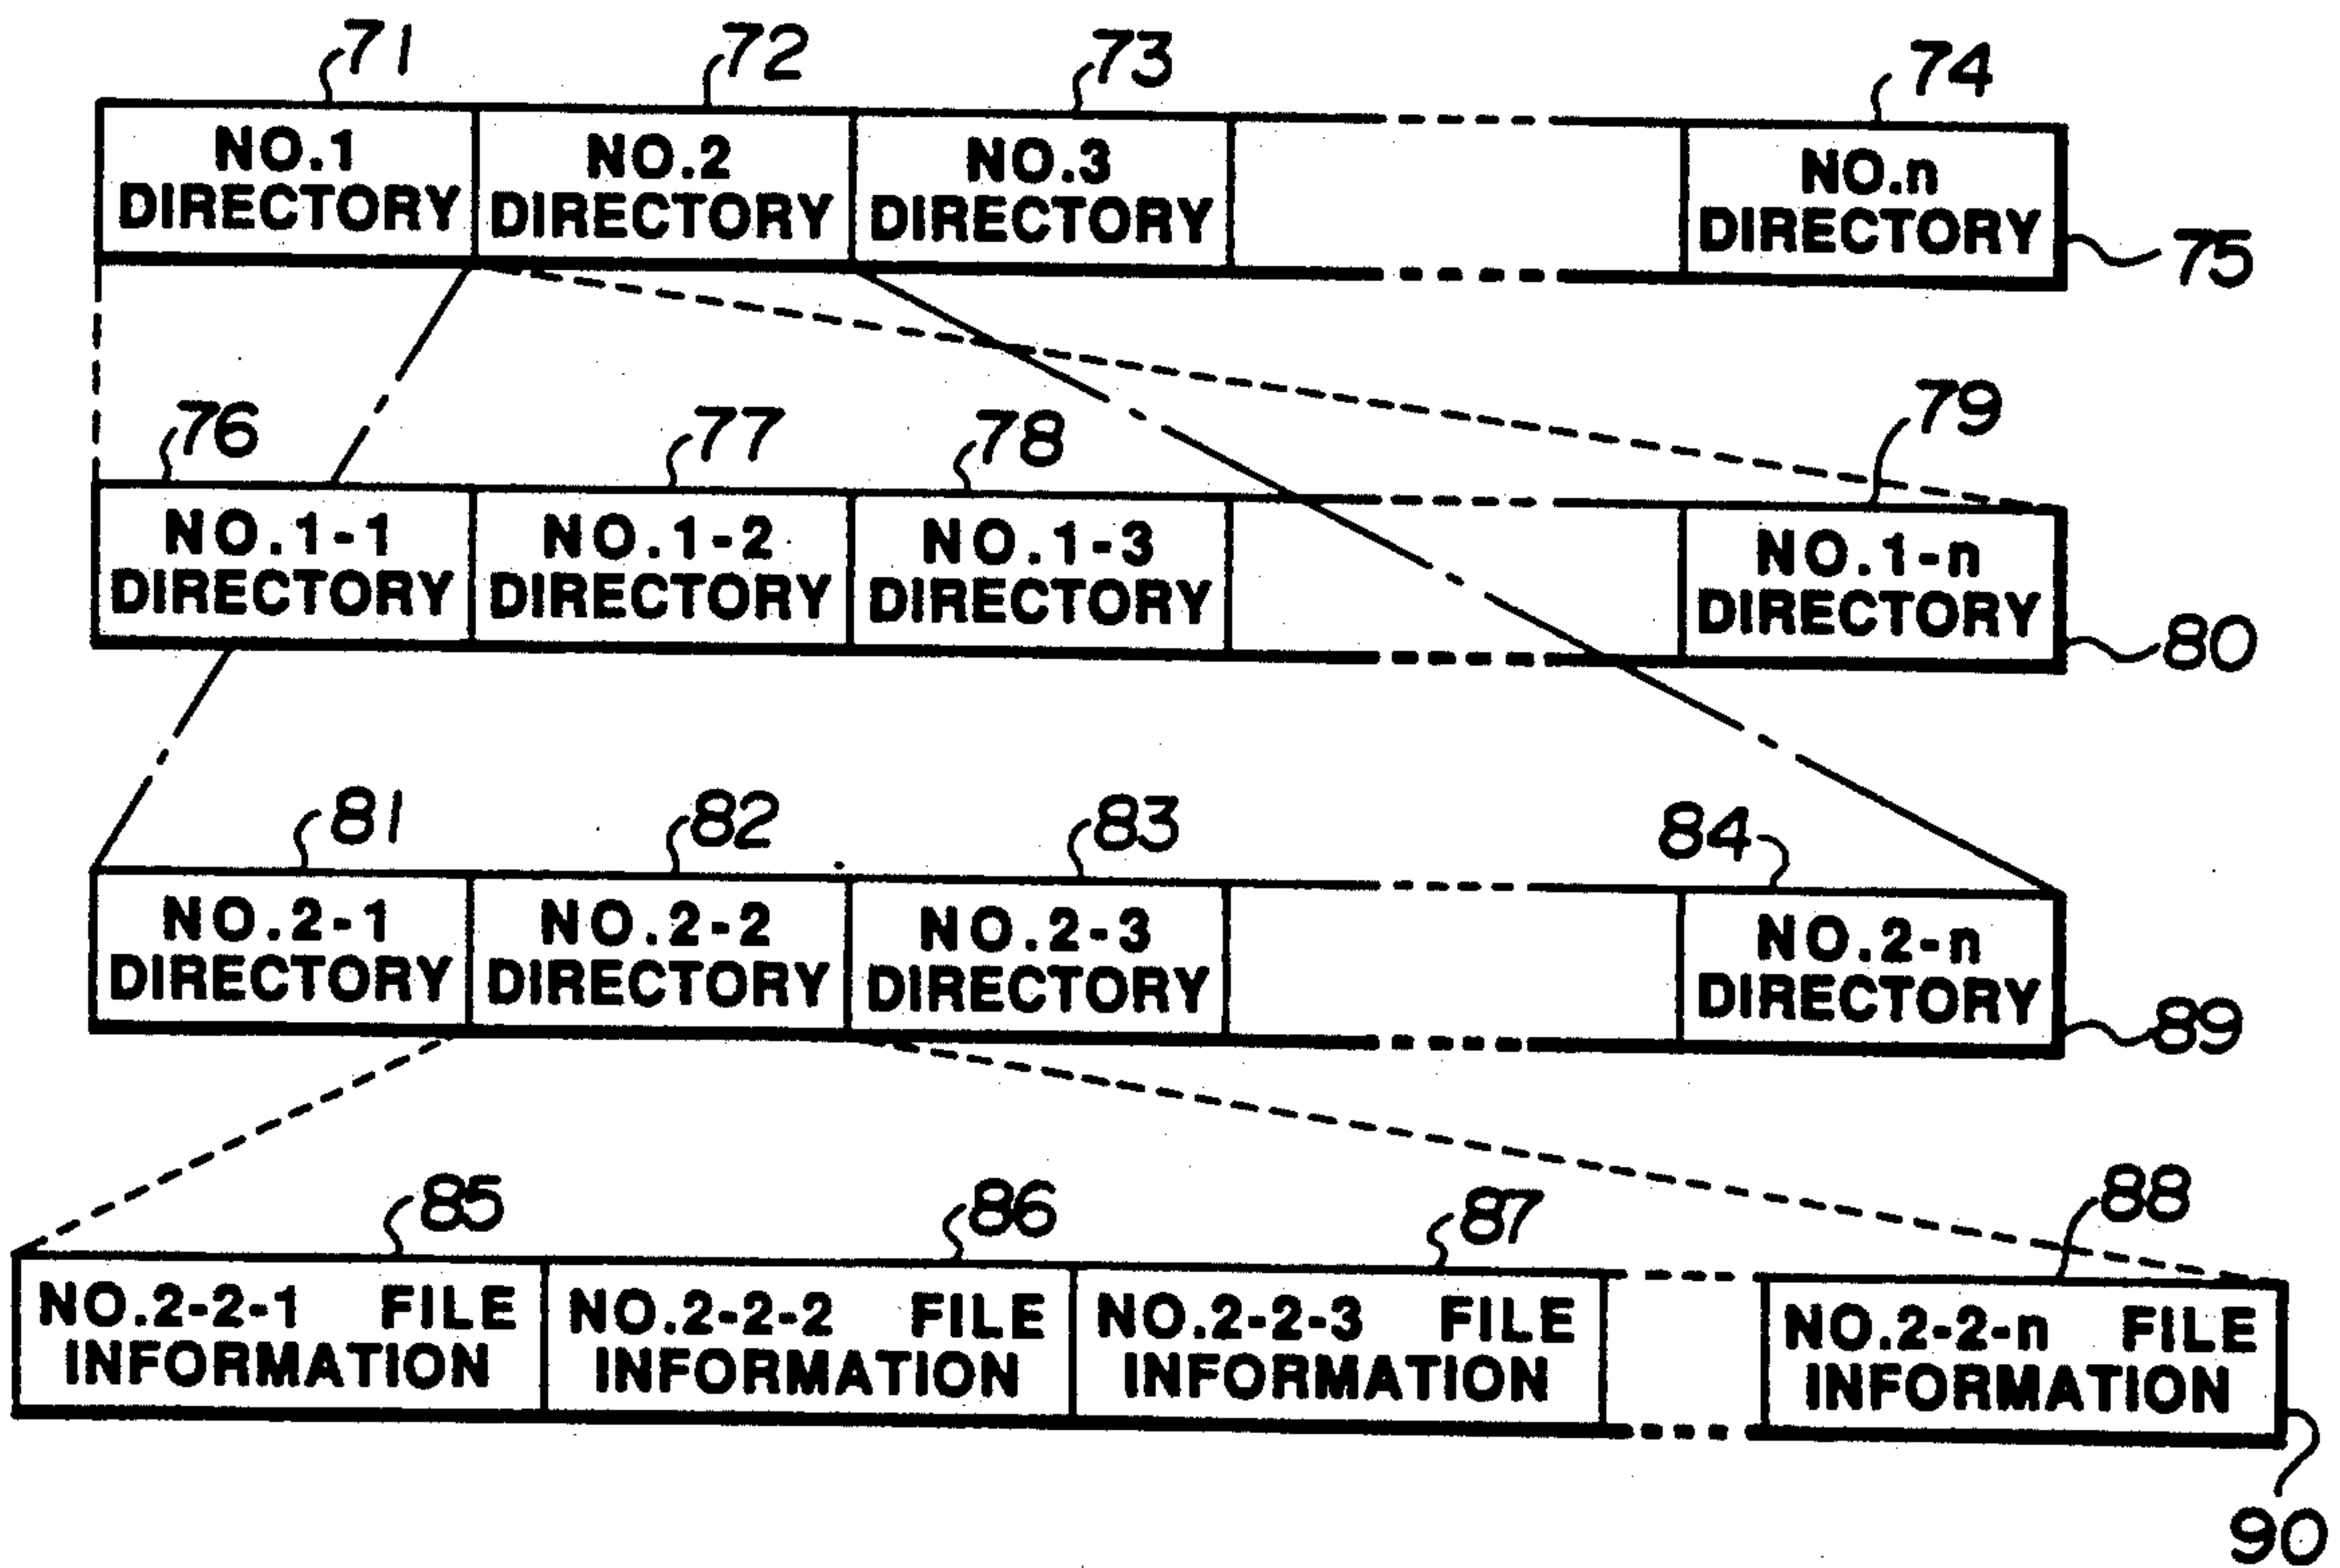 71 72 73 74
NO.1 NO.2 NO.3 NO.n
DIRECTORY DIRECTORY DIRECTORY DIRECTORY
75
76 77 78 79
NO.1-1 NO.1-2 NO.1-3 NO.1-n
DIRECTORY DIRECTORY DIRECTORY DIRECTORY
80
81 82 83 84
NO.2-1 NO.2-2 NO.2-3 NO.2-n
DIRECTORY DIRECTORY DIRECTORY DIRECTORY
89
85 86 87 88
NO.2-2-1 FILE NO.2-2-2 FILE NO.2-2-3 FILE NO.2-2-n FILE
INFORMATION INFORMATION INFORMATION INFORMATION
90